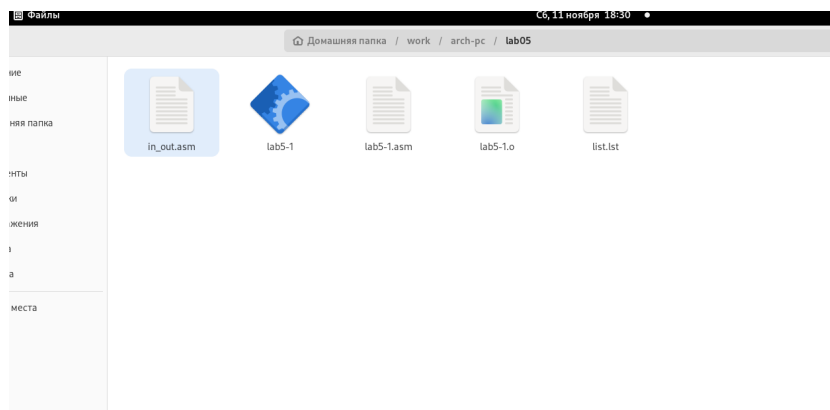 Файлы
Сб, 11 ноября 18:30
Домашняя папка / work / arch-pc / lab05
ние
нные
няя папка
енты
ки
жения
а
а
места
in_out.asm
lab5-1
lab5-1.asm
lab5-1.o
list.lst